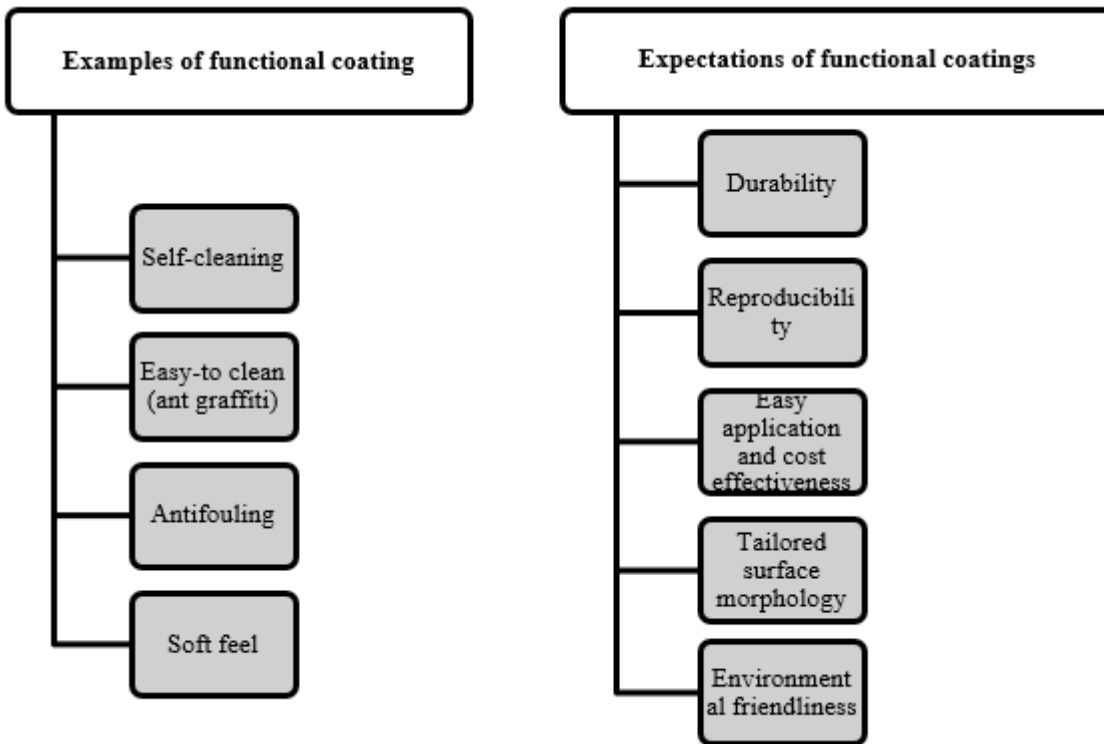 Examples of functional coating
Self-cleaning
Easy-to clean
(ant graffiti)
Antifouling
Soft feel
Expectations of functional coatings
Durability
Reproducibili
ty
Easy
application
and cost
effectiveness
Tailored
surface
morphology
Environment
al friendliness